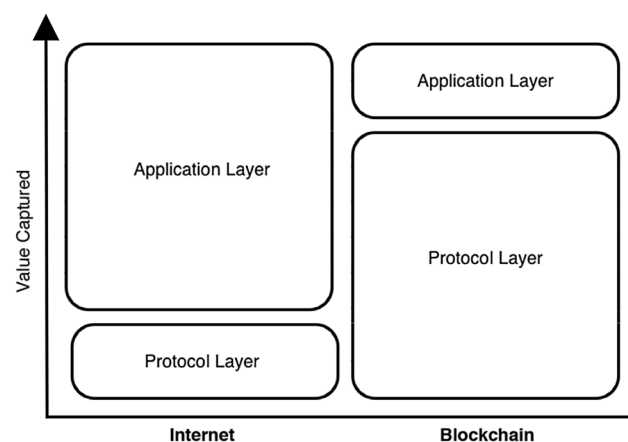 Application Layer
Application Layer
Value Captured
Protocol Layer
Protocol Layer
Internet
Blockchain